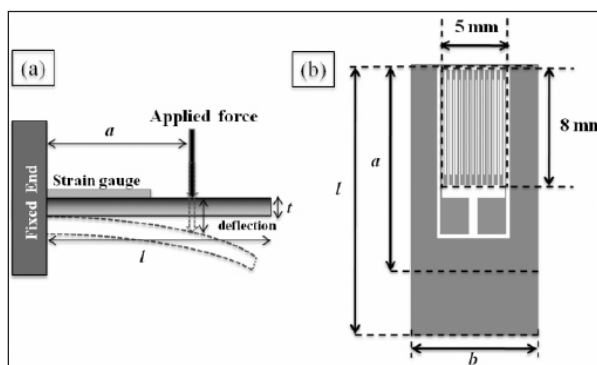 (a)
Applied force
a
Strain gauge
Fixed End
t
deflection
l
(b)
5 mm
8 mm
a
l
b